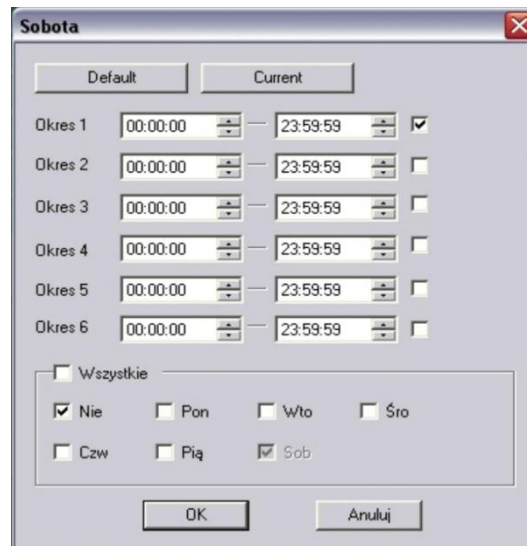 Sobota
Default Current
Okres 1 00:00:00 — 23:59:59
Okres 2 00:00:00 — 23:59:59
Okres 3 00:00:00 — 23:59:59
Okres 4 00:00:00 — 23:59:59
Okres 5 00:00:00 — 23:59:59
Okres 6 00:00:00 — 23:59:59
Wszystkie
Nie Pon Wto Śro
Czw Pią Sob
OK Anuluj